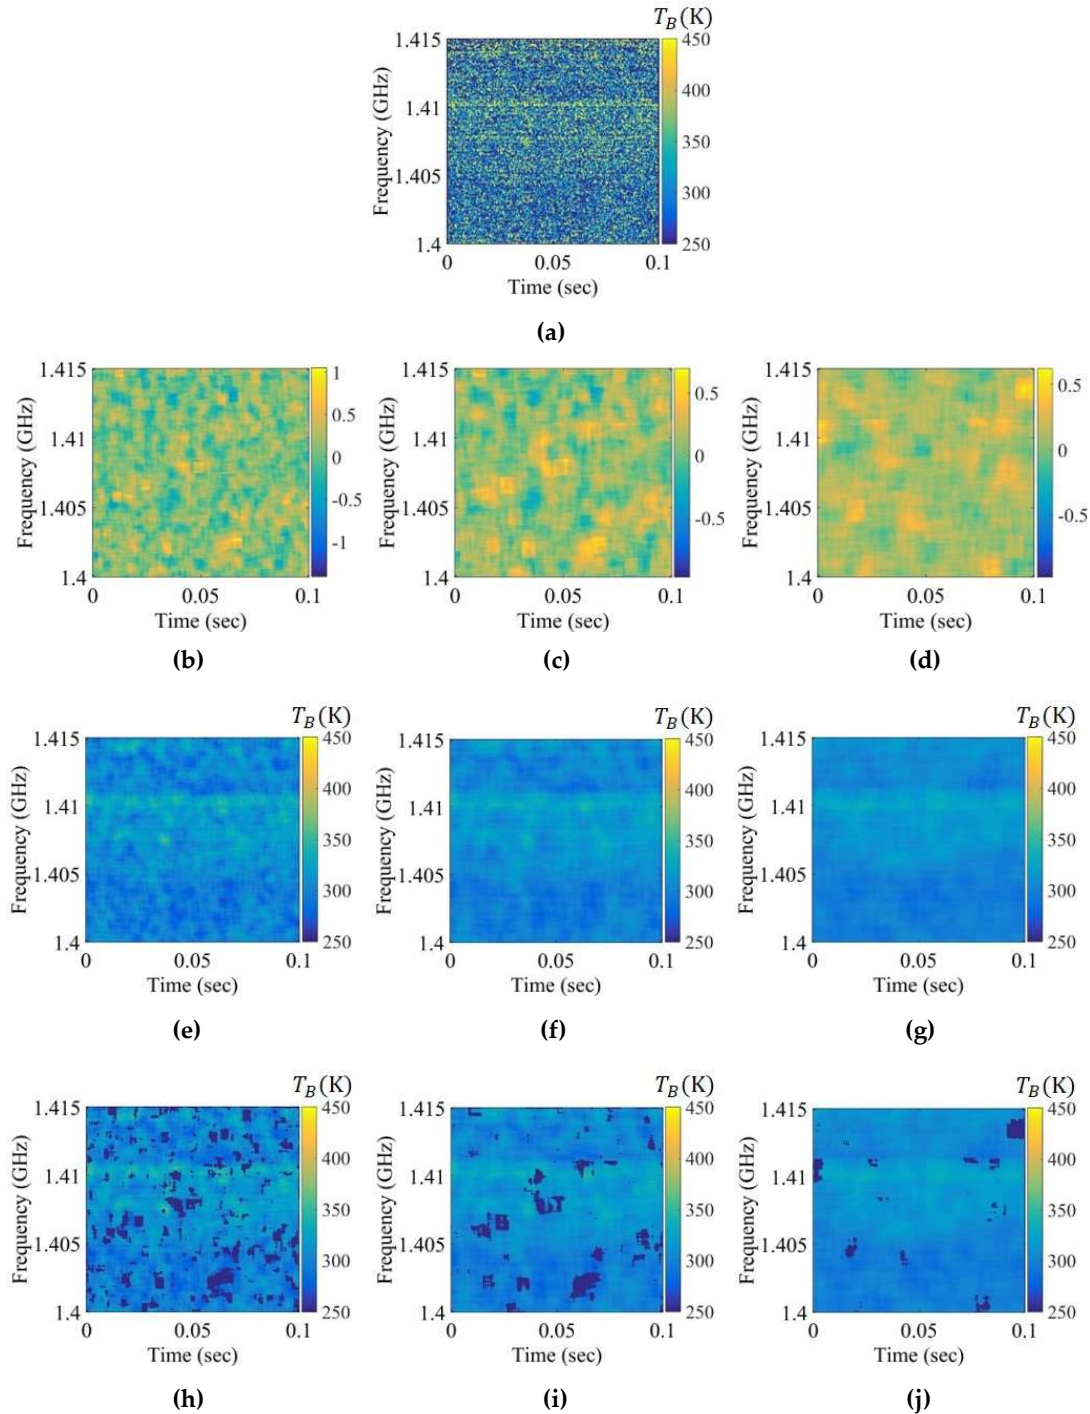 T_B(K)
1.415 450
400
1.41
350
1.405
300
1.4 250
0 0.05 0.1
Frequency (GHz)
Time (sec)
(a)
1.415 1
0.5
1.41
0
1.405 -0.5
-1
1.4
0 0.05 0.1
Frequency (GHz)
Time (sec)
(b)
1.415
0.5
1.41
0
1.405
-0.5
1.4
0 0.05 0.1
Frequency (GHz)
Time (sec)
(c)
1.415
0.5
1.41
0
1.405
-0.5
1.4
0 0.05 0.1
Frequency (GHz)
Time (sec)
(d)
T_B(K)
1.415 450
400
1.41
350
1.405
300
1.4 250
0 0.05 0.1
Frequency (GHz)
Time (sec)
(e)
T_B(K)
1.415 450
400
1.41
350
1.405
300
1.4 250
0 0.05 0.1
Frequency (GHz)
Time (sec)
(f)
T_B(K)
1.415 450
400
1.41
350
1.405
300
1.4 250
0 0.05 0.1
Frequency (GHz)
Time (sec)
(g)
T_B(K)
1.415 450
400
1.41
350
1.405
300
1.4 250
0 0.05 0.1
Frequency (GHz)
Time (sec)
(h)
T_B(K)
1.415 450
400
1.41
350
1.405
300
1.4 250
0 0.05 0.1
Frequency (GHz)
Time (sec)
(i)
T_B(K)
1.415 450
400
1.41
350
1.405
300
1.4 250
0 0.05 0.1
Frequency (GHz)
Time (sec)
(j)